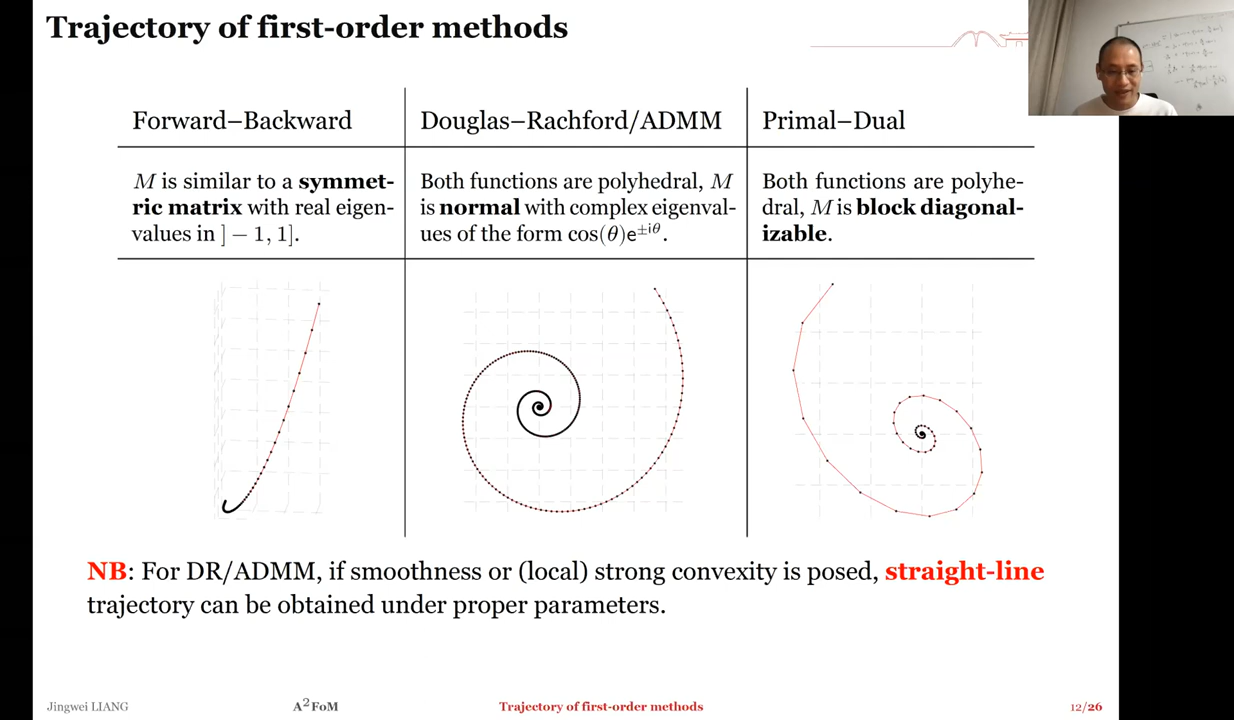 Trajectory of first-order methods
Forward–Backward
Douglas–Rachford/ADMM
Primal–Dual
M is similar to a symmet-
ric matrix with real eigen-
values in ] − 1, 1].
Both functions are polyhedral, M
is normal with complex eigenval-
ues of the form cos(θ)e^{±iθ}.
Both functions are polyhe-
dral, M is block diagonal-
izable.
NB: For DR/ADMM, if smoothness or (local) strong convexity is posed, straight-line
trajectory can be obtained under proper parameters.
Jingwei LIANG
A²FoM
Trajectory of first-order methods
12/26